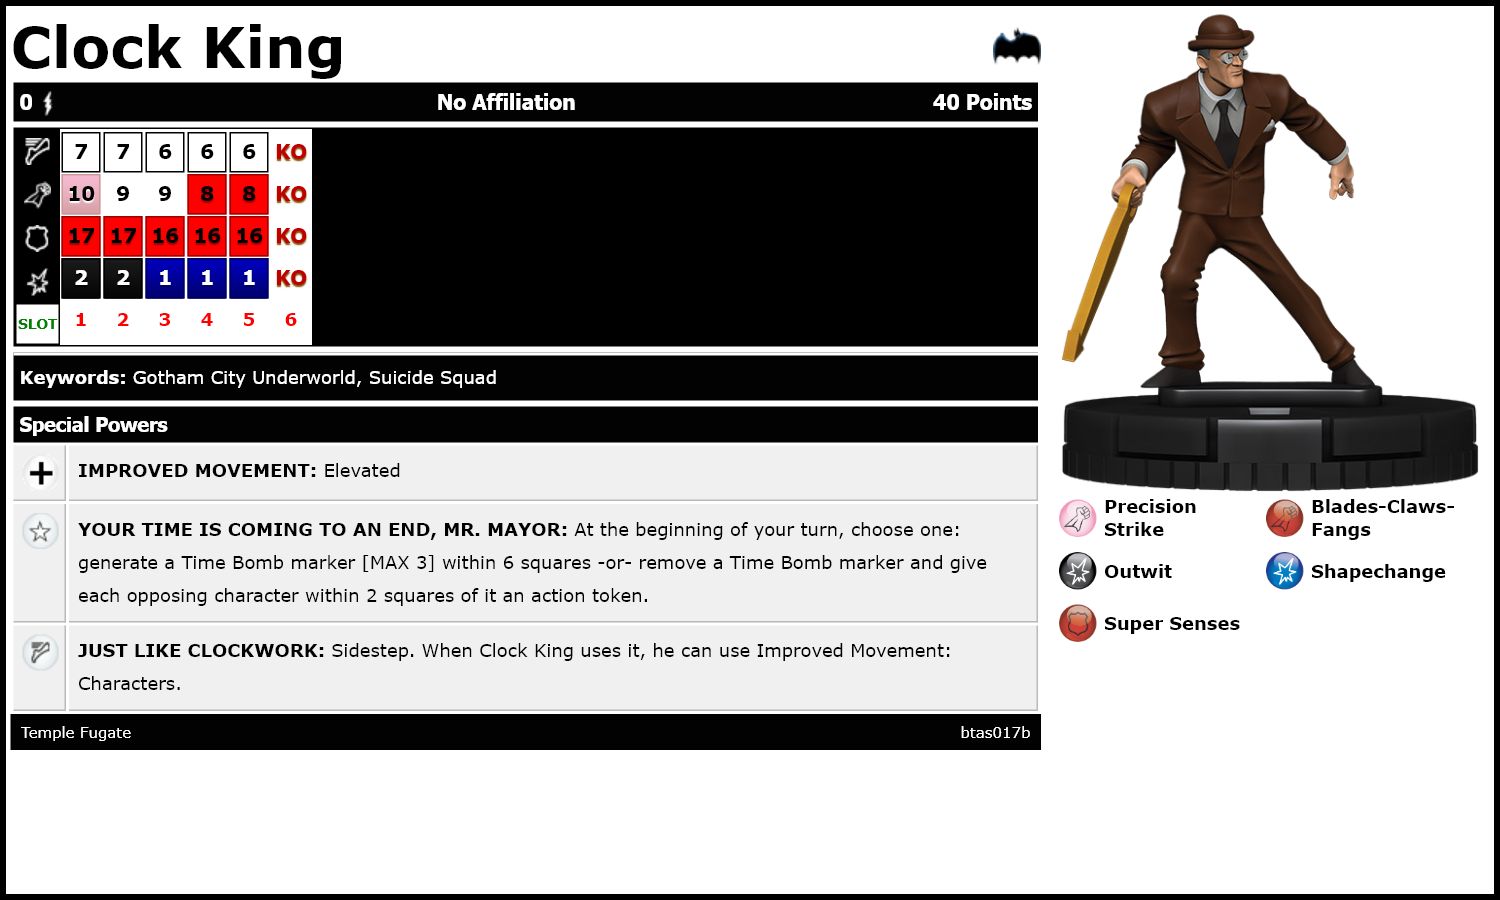 Clock King
0 No Affiliation 40 Points
7 7 6 6 6 KO
10 9 9 8 8 KO
17 17 16 16 16 KO
2 2 1 1 1 KO
SLOT 1 2 3 4 5 6
Keywords: Gotham City Underworld, Suicide Squad
Special Powers
IMPROVED MOVEMENT: Elevated
YOUR TIME IS COMING TO AN END, MR. MAYOR: At the beginning of your turn, choose one:
generate a Time Bomb marker [MAX 3] within 6 squares -or- remove a Time Bomb marker and give
each opposing character within 2 squares of it an action token.
JUST LIKE CLOCKWORK: Sidestep. When Clock King uses it, he can use Improved Movement:
Characters.
Temple Fugate btas017b
Precision
Strike
Blades-Claws-
Fangs
Outwit
Shapechange
Super Senses